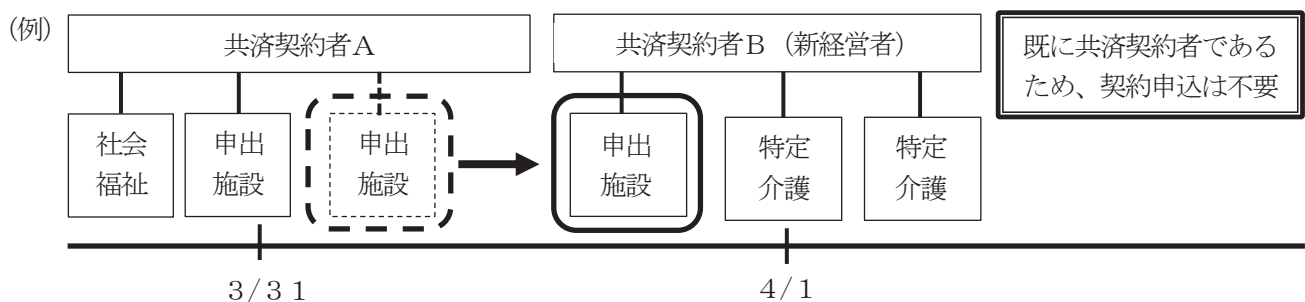 (例)
共済契約者A
共済契約者B（新経営者）
既に共済契約者である
ため、契約申込は不要
社会
福祉
申出
施設
申出
施設
申出
施設
特定
介護
特定
介護
3/31
4/1